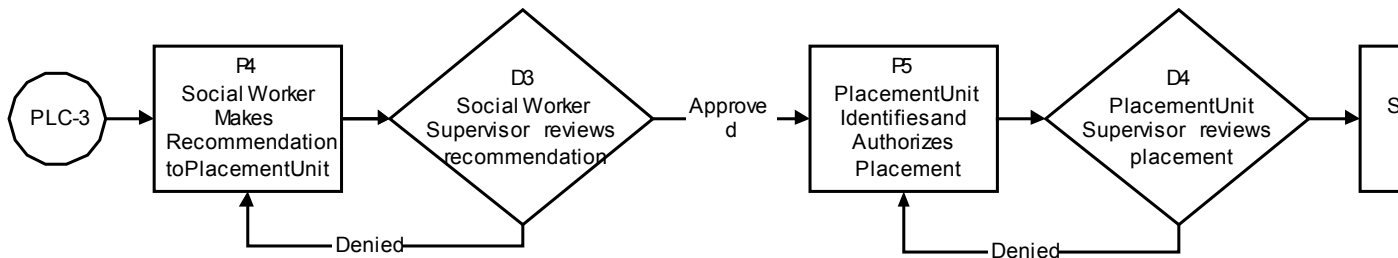 PLC-3
P4
Social Worker
Makes
Recommendation
toPlacementUnit
D3
Social Worker
Supervisor reviews
recommendation
Approve
d
Denied
P5
PlacementUnit
Identifiesand
Authorizes
Placement
D4
PlacementUnit
Supervisor reviews
placement
Denied
S